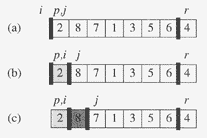 i p,j r
(a) 2 8 7 1 3 5 6 4
p,i j r
(b) 2 8 7 1 3 5 6 4
p,i j r
(c) 2 8 7 1 3 5 6 4